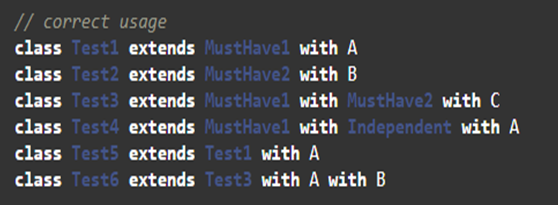 // correct usage
class Test1 extends MustHave1 with A
class Test2 extends MustHave2 with B
class Test3 extends MustHave1 with MustHave2 with C
class Test4 extends MustHave1 with Independent with A
class Test5 extends Test1 with A
class Test6 extends Test3 with A with B